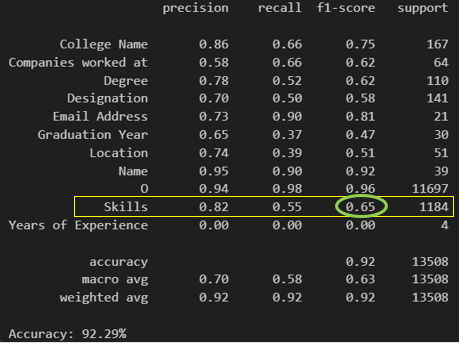 precision recall f1-score support
College Name 0.86 0.66 0.75 167
Companies worked at 0.58 0.66 0.62 64
Degree 0.78 0.52 0.62 110
Designation 0.70 0.50 0.58 141
Email Address 0.73 0.90 0.81 21
Graduation Year 0.65 0.37 0.47 30
Location 0.74 0.39 0.51 51
Name 0.95 0.90 0.92 39
O 0.94 0.98 0.96 11697
Skills 0.82 0.55 0.65 1184
Years of Experience 0.00 0.00 0.00 4
accuracy 0.92 13508
macro avg 0.70 0.58 0.63 13508
weighted avg 0.92 0.92 0.92 13508
Accuracy: 92.29%